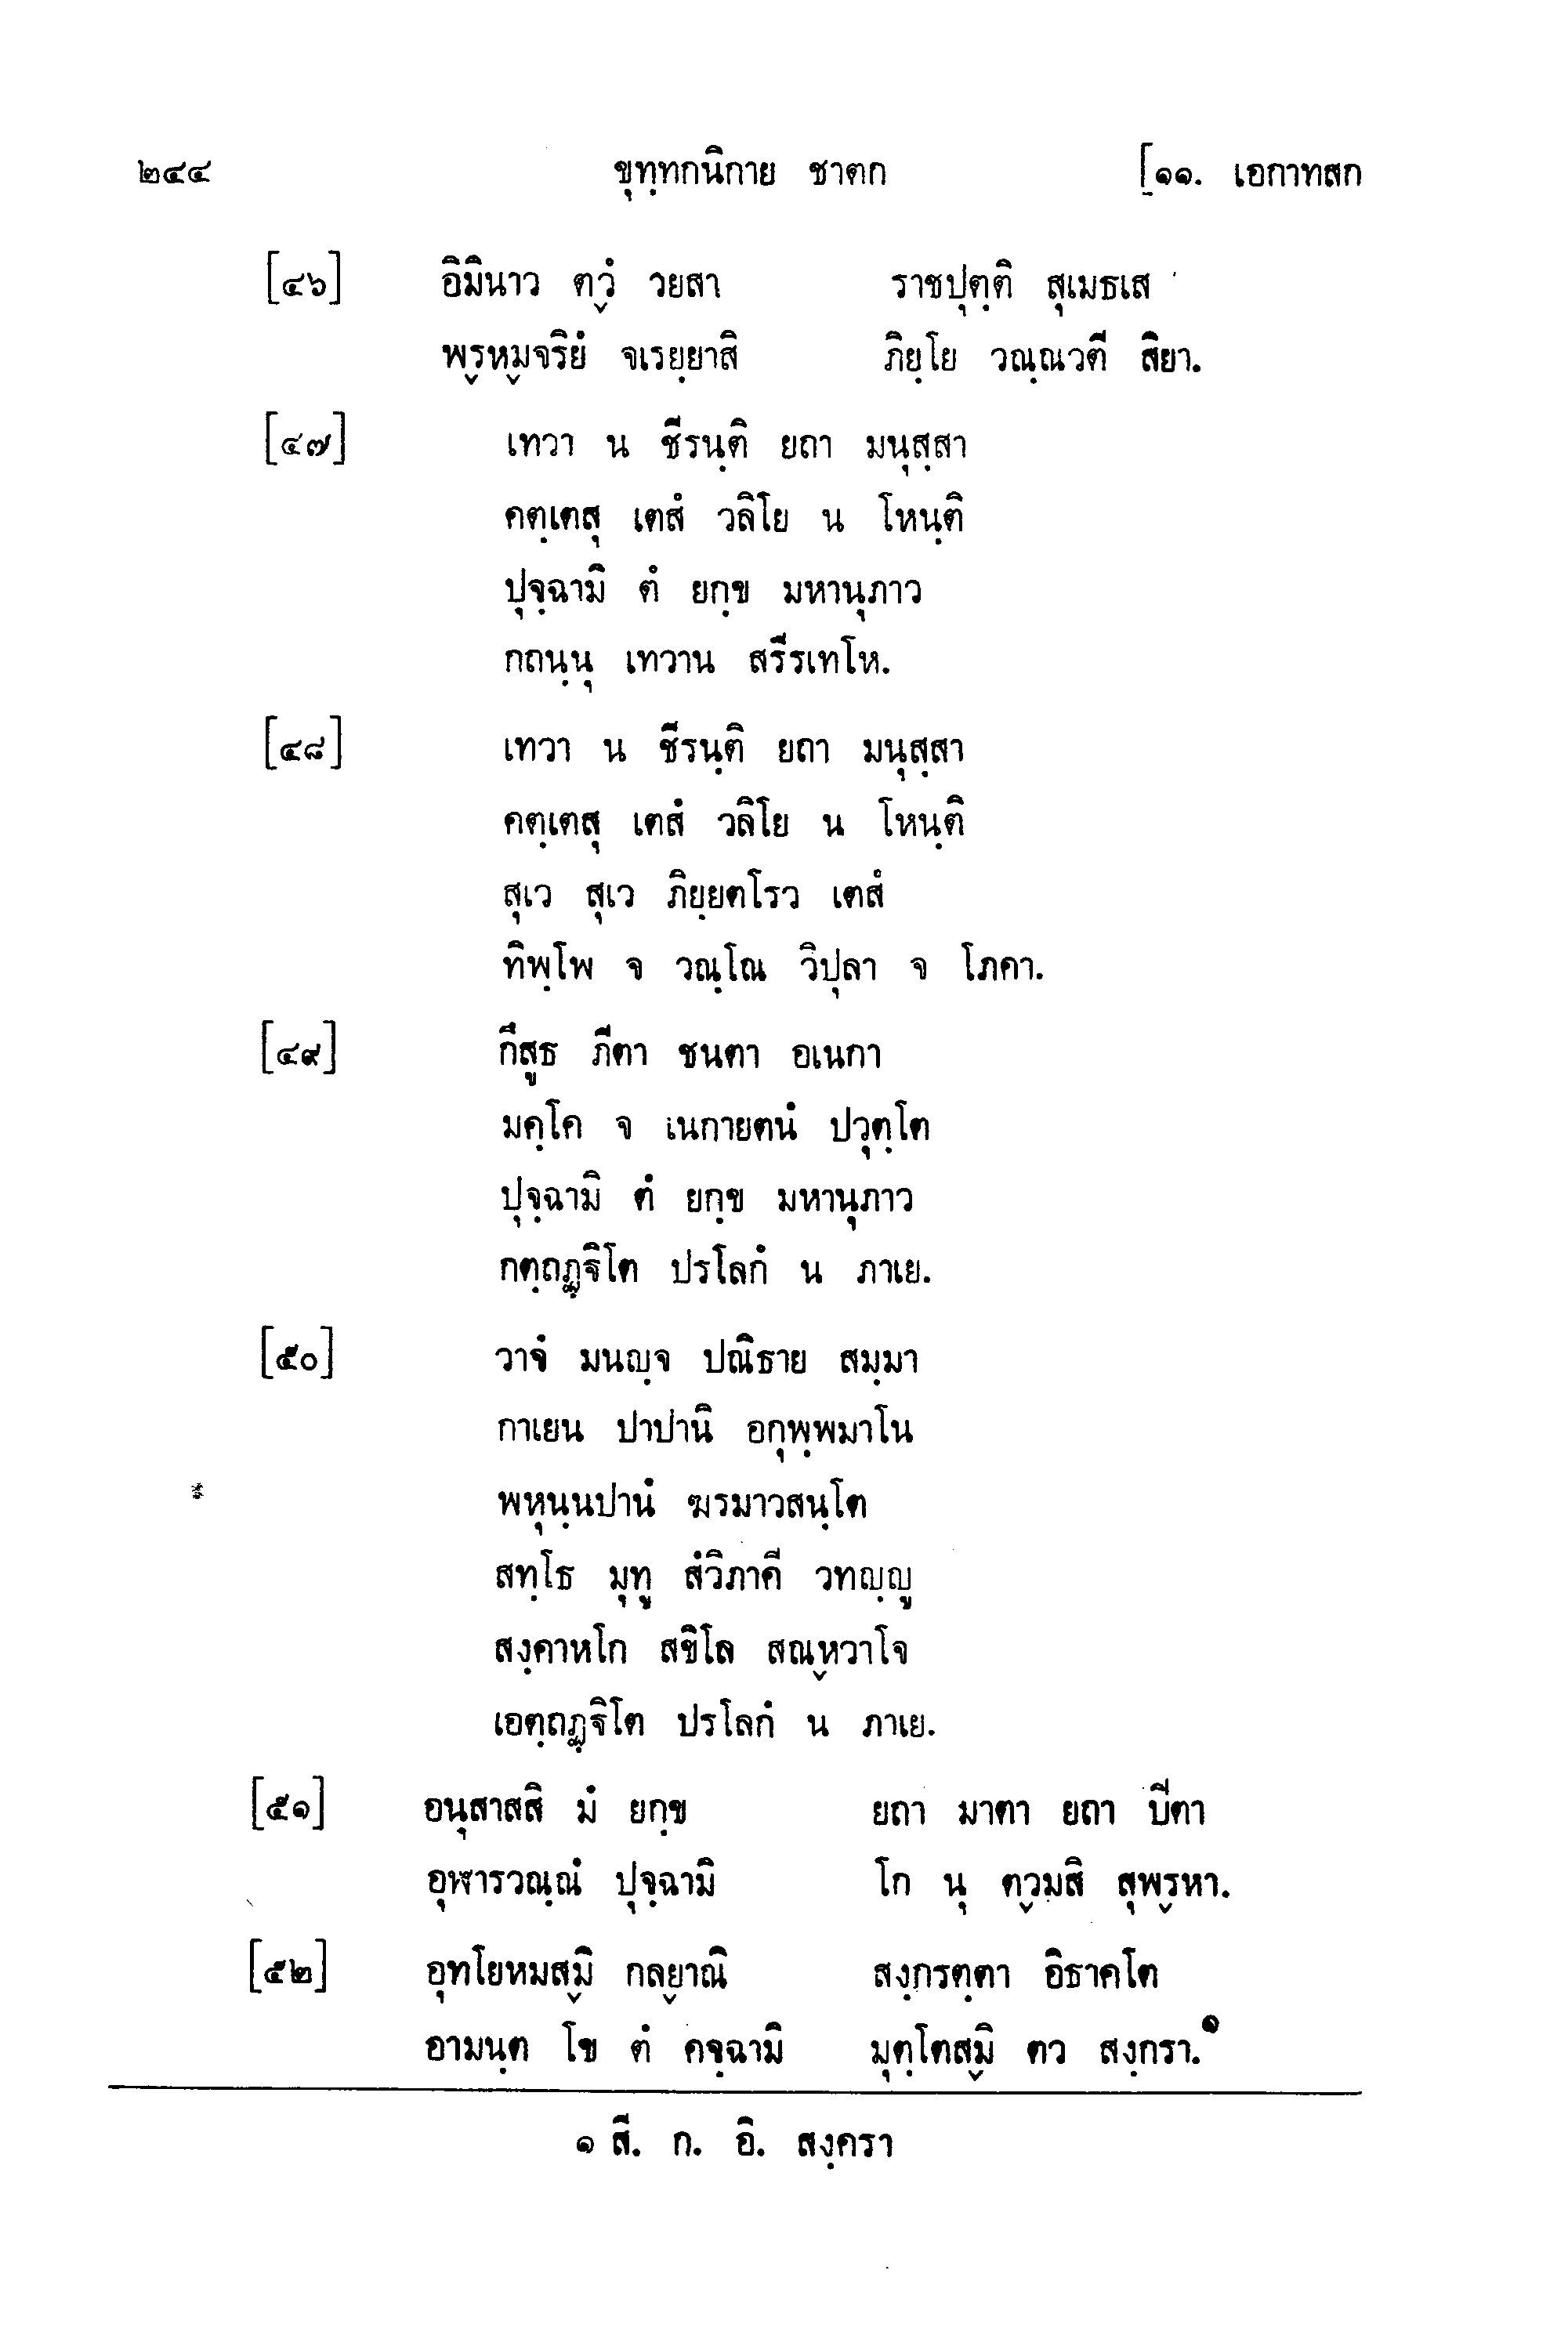 ๒๔๔ ขุทฺทกนิกาย ชาตก [๑๑. เอกาทสก
[๔๖] อิมินาว ตฺวํ วยสา ราชปุตฺติ สุเมธเส
พฺรหฺมจริยํ จเรยฺยาสิ ภิยฺโย วณฺณวตี สิยา.
[๔๗] เทวา น ชีรนฺติ ยถา มนุสฺสา
คตฺเตสุ เตสํ วลิโย น โหนฺติ
ปุจฺฉามิ ตํ ยกฺข มหานุภาว
กถนฺนุ เทวาน สรีรเทโห.
[๔๘] เทวา น ชีรนฺติ ยถา มนุสฺสา
คตฺเตสุ เตสํ วลิโย น โหนฺติ
สุเว สุเว ภิยฺยตโรว เตสํ
ทิพฺโพ จ วณฺโณ วิปุลา จ โภคา.
[๔๙] กึสูธ ภีตา ชนตา อเนกา
มคฺโค จ เนกายตนํ ปวุตฺโต
ปุจฺฉามิ ตํ ยกฺข มหานุภาว
กตฺถฏฺฐิโต ปรโลกํ น ภาเย.
[๕๐] วาจํ มนญฺจ ปณิธาย สมฺมา
กาเยน ปาปานิ อกุพฺพมาโน
พหุนฺนปานํ ฆรมาวสนฺโต
สทฺโธ มุทู สํวิภาคี วทญฺญู
สงฺคาหโก สขิโล สณฺหวาโจ
เอตฺถฏฺฐิโต ปรโลกํ น ภาเย.
[๕๑] อนุสาสสิ มํ ยกฺข ยถา มาตา ยถา ปิตา
อุฬารวณฺณํ ปุจฺฉามิ โก นุ ตฺวมสิ สุพฺรหา.
[๕๒] อุทโยหมสฺมิ กลฺยาณิ สงฺกรตฺตา อิธาคโต
อามนฺต โข ตํ คจฺฉามิ มุตฺโตสฺมิ ตว สงฺกรา.๑
๑ สี. ก. อิ. สงฺครา